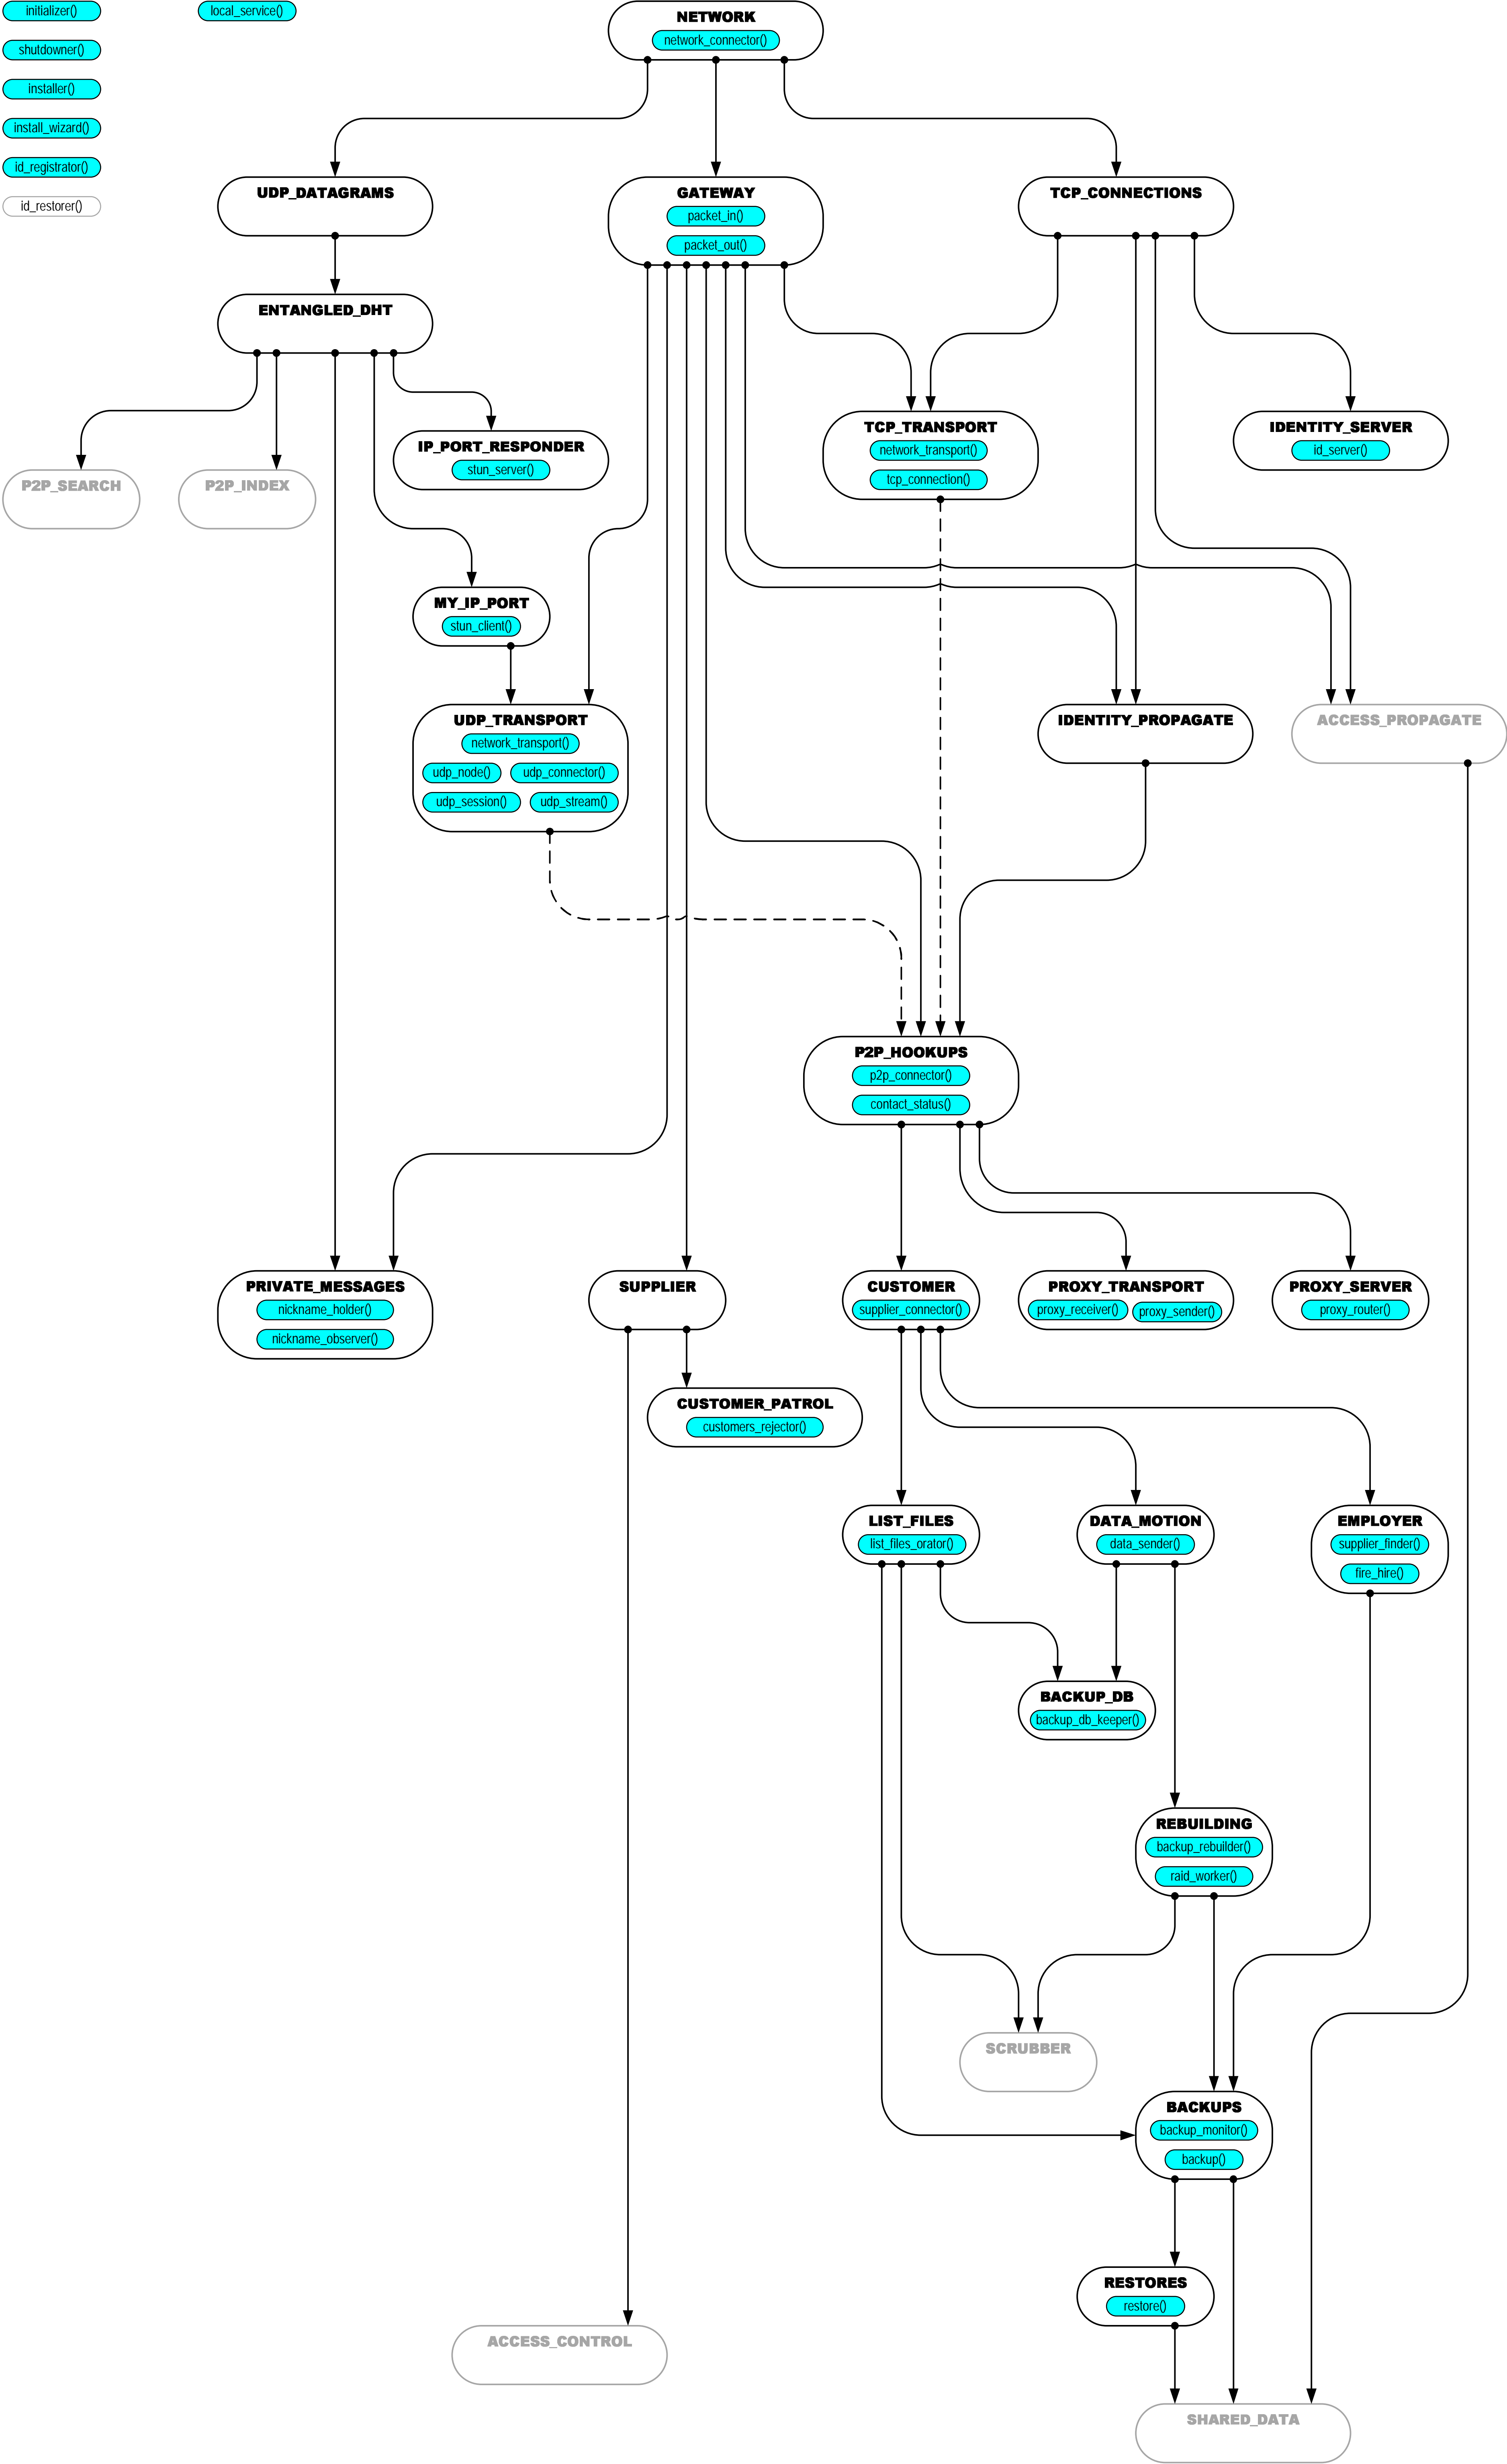 initializer()
local_service()
NETWORK
network_connector()
shutdowner()
installer()
install_wizard()
id_registrator()
id_restorer()
UDP_DATAGRAMS
GATEWAY
packet_in()
packet_out()
TCP_CONNECTIONS
ENTANGLED_DHT
IP_PORT_RESPONDER
stun_server()
TCP_TRANSPORT
network_transport()
tcp_connection()
IDENTITY_SERVER
id_server()
P2P_SEARCH
P2P_INDEX
MY_IP_PORT
stun_client()
UDP_TRANSPORT
network_transport()
udp_node()
udp_connector()
udp_session()
udp_stream()
IDENTITY_PROPAGATE
ACCESS_PROPAGATE
P2P_HOOKUPS
p2p_connector()
contact_status()
PRIVATE_MESSAGES
nickname_holder()
nickname_observer()
SUPPLIER
CUSTOMER
supplier_connector()
PROXY_TRANSPORT
proxy_receiver()
proxy_sender()
PROXY_SERVER
proxy_router()
CUSTOMER_PATROL
customers_rejector()
LIST_FILES
list_files_orator()
DATA_MOTION
data_sender()
EMPLOYER
supplier_finder()
fire_hire()
BACKUP_DB
backup_db_keeper()
REBUILDING
backup_rebuilder()
raid_worker()
SCRUBBER
BACKUPS
backup_monitor()
backup()
RESTORES
restore()
ACCESS_CONTROL
SHARED_DATA